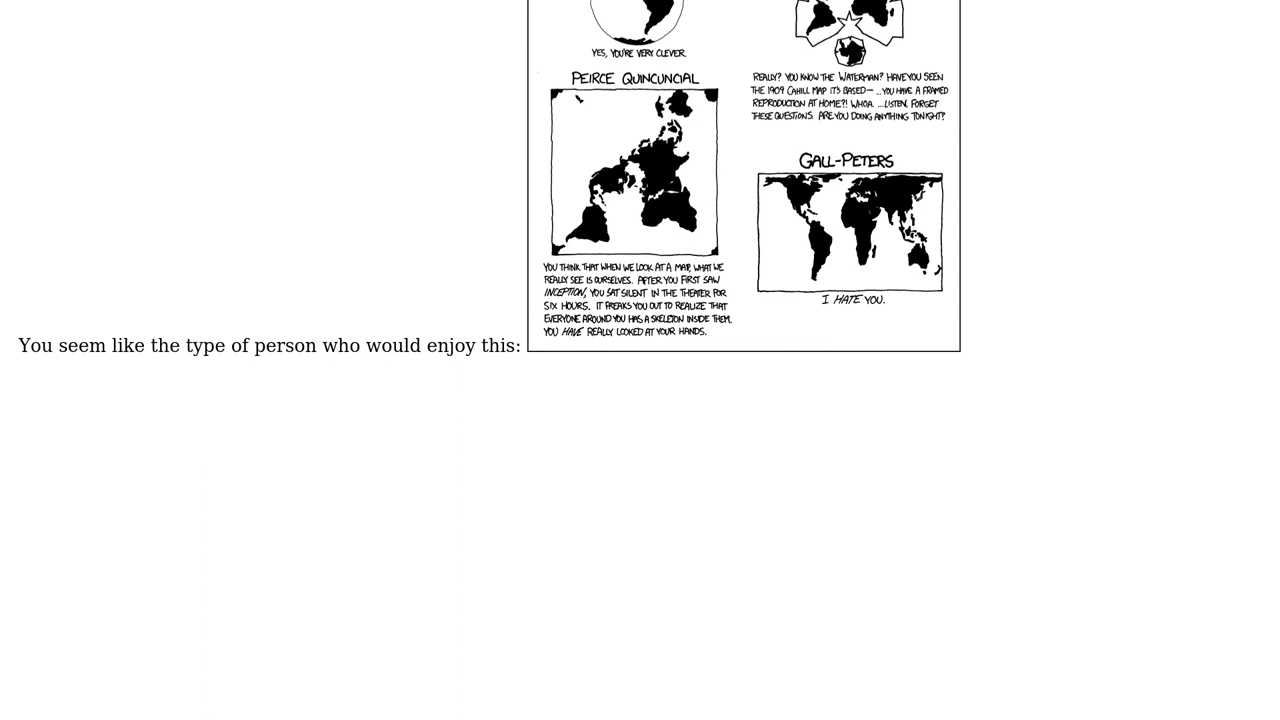 YES, YOU'RE VERY CLEVER.
PEIRCE QUINCUNCIAL
YOU THINK THAT WHEN WE LOOK AT A MAP, WHAT WE
REALLY SEE IS OURSELVES. AFTER YOU FIRST SAW
INCEPTION, YOU SAT SILENT IN THE THEATER FOR
SIX HOURS. IT FREAKS YOU OUT TO REALIZE THAT
EVERYONE AROUND YOU HAS A SKELETON INSIDE THEM.
YOU HAVE REALLY LOOKED AT YOUR HANDS.
REALLY? YOU KNOW THE WATERMAN? HAVE YOU SEEN
THE 1909 CAHILL MAP IT'S BASED— ...YOU HAVE A FRAMED
REPRODUCTION AT HOME?! WHOA. ...LISTEN, FORGET
THESE QUESTIONS. ARE YOU DOING ANYTHING TONIGHT?
GALL-PETERS
I HATE YOU.
You seem like the type of person who would enjoy this: